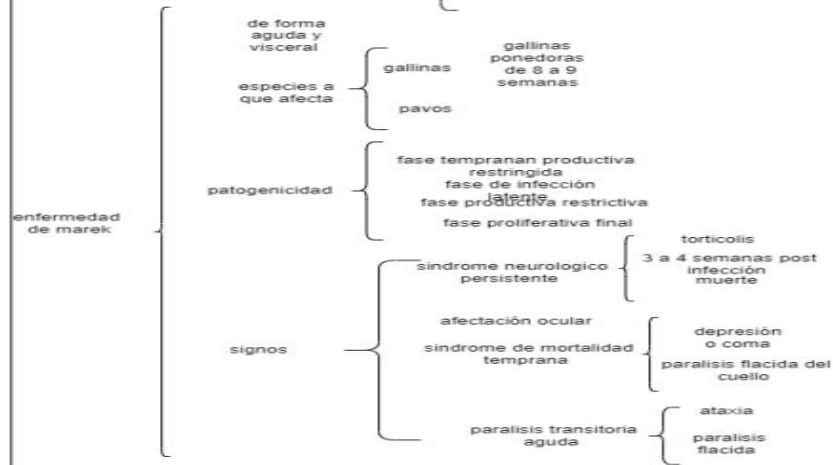 de forma
aguda y
visceral
especies a
que afecta
gallinas
gallinas
ponedoras
de 8 a 9
semanas
pavos
enfermedad
de marek
patogenicidad
fase tempranan productiva
restringida
fase de infección
latente
fase productiva restrictiva
fase proliferativa final
signos
sindrome neurologico
persistente
torticolis
3 a 4 semanas post
infección
muerte
afectación ocular
sindrome de mortalidad
temprana
depresión
o coma
paralisis flacida del
cuello
paralisis transitoria
aguda
ataxia
paralisis
flacida